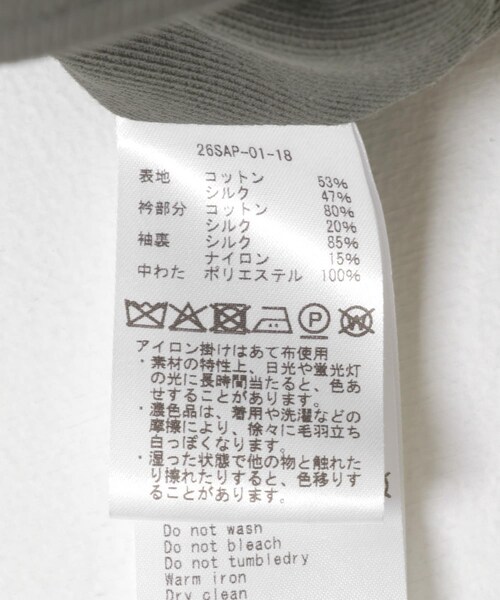 26SAP-01-18
表地 コットン 53%
シルク 47%
衿部分 コットン 80%
シルク 20%
袖裏 シルク 85%
ナイロン 15%
中わた ポリエステル 100%
P W
アイロン掛けはあて布使用
・素材の特性上、日光や蛍光灯
の光に長時間当たると、色あ
せすることがあります。
・濃色品は、着用や洗濯などの
摩擦により、徐々に毛羽立ち
白っぽくなります。
・湿った状態で他の物と触れた
り擦れたりすると、色移りす
ることがあります。
Do not wash
Do not bleach
Do not tumbledry
Warm iron
Dry clean